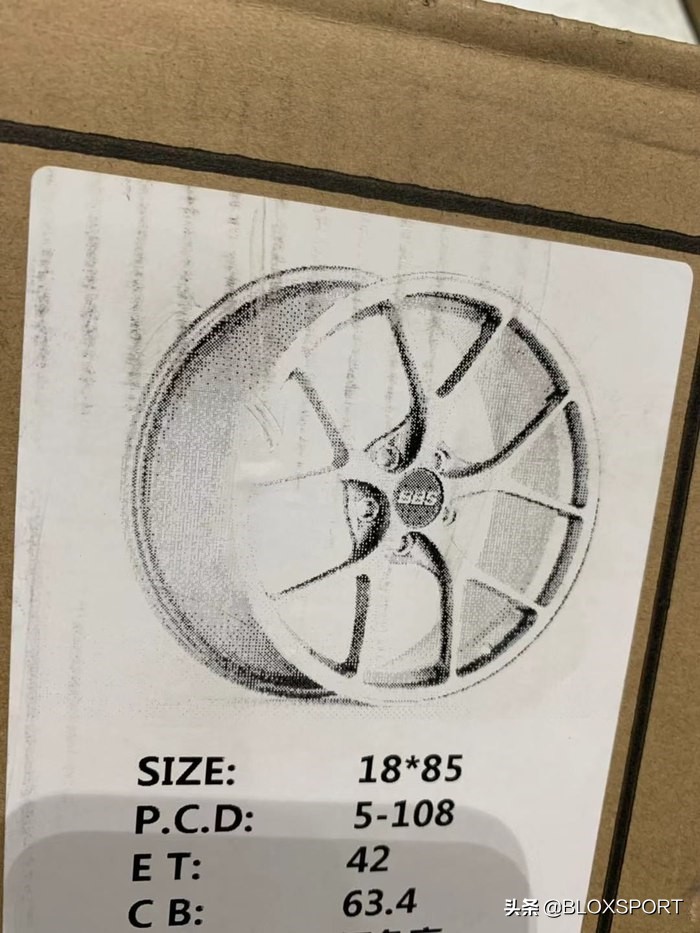 BBS
SIZE: 18*85
P.C.D: 5-108
E T: 42
C B: 63.4
头条 @BLOXSPORT